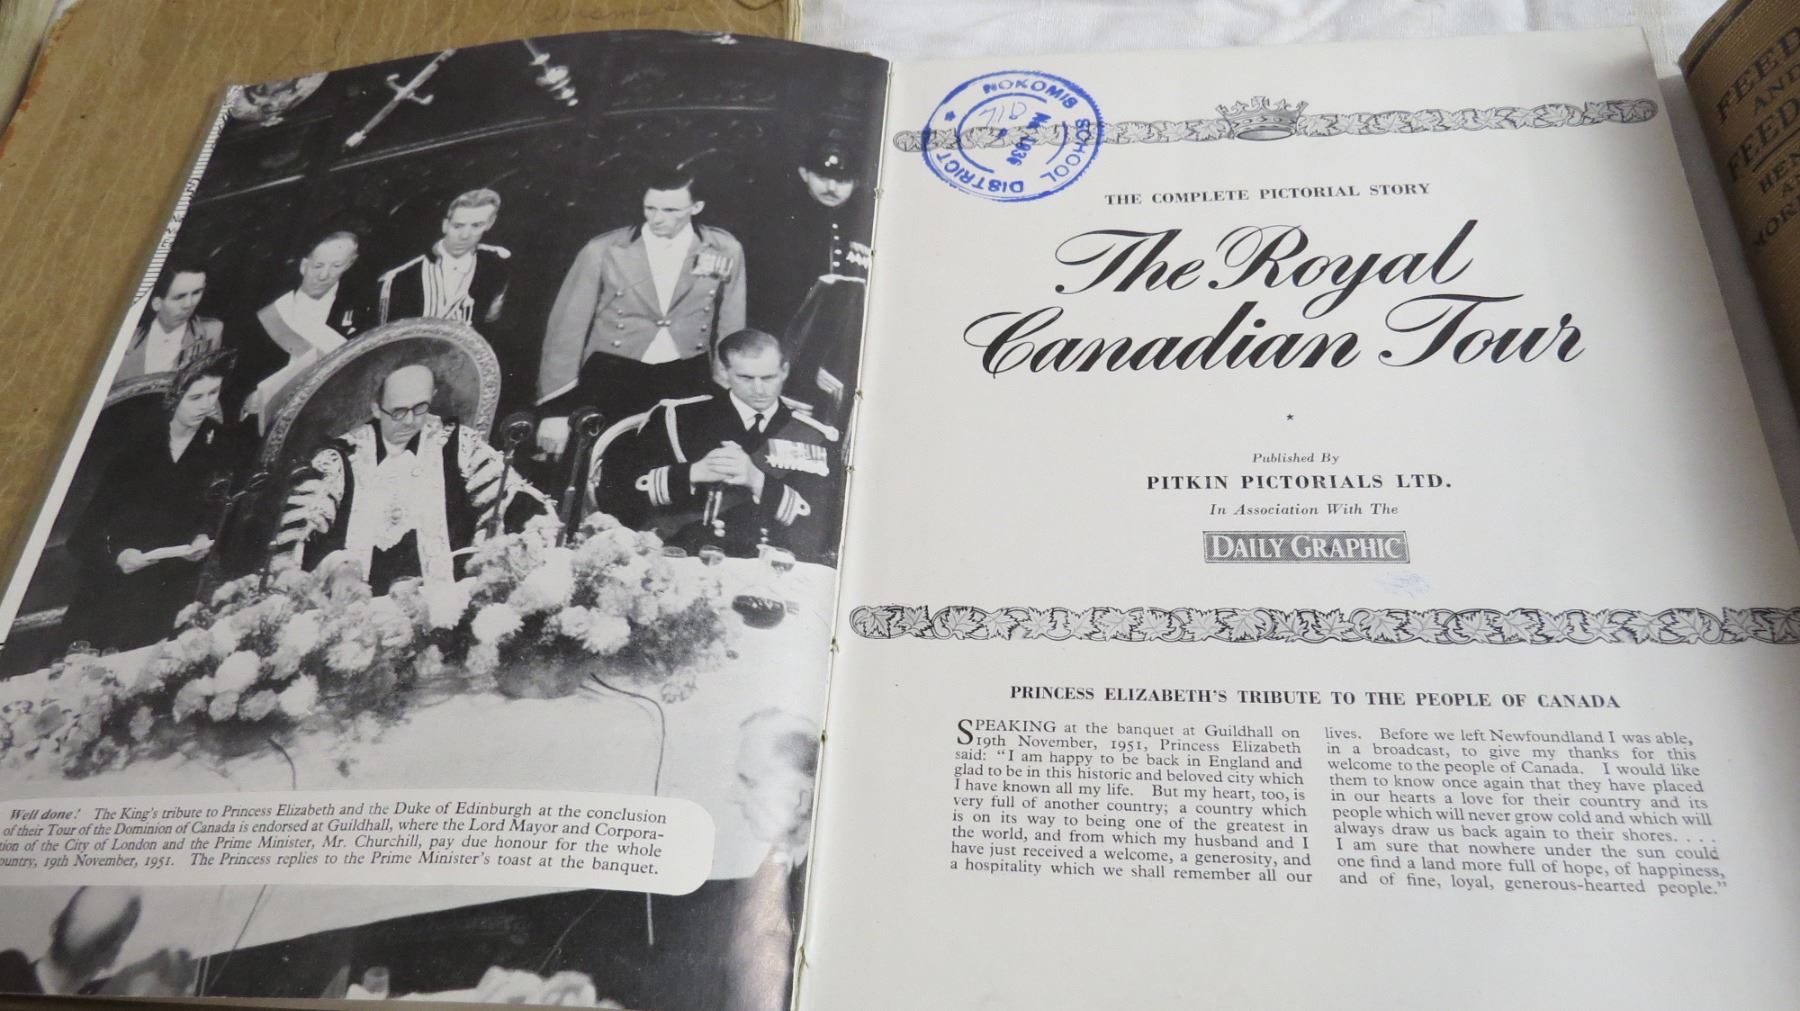 Well done! The King's tribute to Princess Elizabeth and the Duke of Edinburgh at the conclusion
of their Tour of the Dominion of Canada is endorsed at Guildhall, where the Lord Mayor and Corpora-
tion of the City of London and the Prime Minister, Mr. Churchill, pay due honour for the whole
ountry, 19th November, 1951. The Princess replies to the Prime Minister's toast at the banquet.
NOKOMIS SCHOOL DISTRICT
No. 1036
THE COMPLETE PICTORIAL STORY
The Royal
Canadian Tour
Published By
PITKIN PICTORIALS LTD.
In Association With The
DAILY GRAPHIC
PRINCESS ELIZABETH'S TRIBUTE TO THE PEOPLE OF CANADA
SPEAKING at the banquet at Guildhall on
19th November, 1951, Princess Elizabeth
said: "I am happy to be back in England and
glad to be in this historic and beloved city which
I have known all my life. But my heart, too, is
very full of another country; a country which
is on its way to being one of the greatest in
the world, and from which my husband and I
have just received a welcome, a generosity, and
a hospitality which we shall remember all our
lives. Before we left Newfoundland I was able,
in a broadcast, to give my thanks for this
welcome to the people of Canada. I would like
them to know once again that they have placed
in our hearts a love for their country and its
people which will never grow cold and which will
always draw us back again to their shores. . . .
I am sure that nowhere under the sun could
one find a land more full of hope, of happiness,
and of fine, loyal, generous-hearted people."
FEED
AND
FEED
HEN
MOR